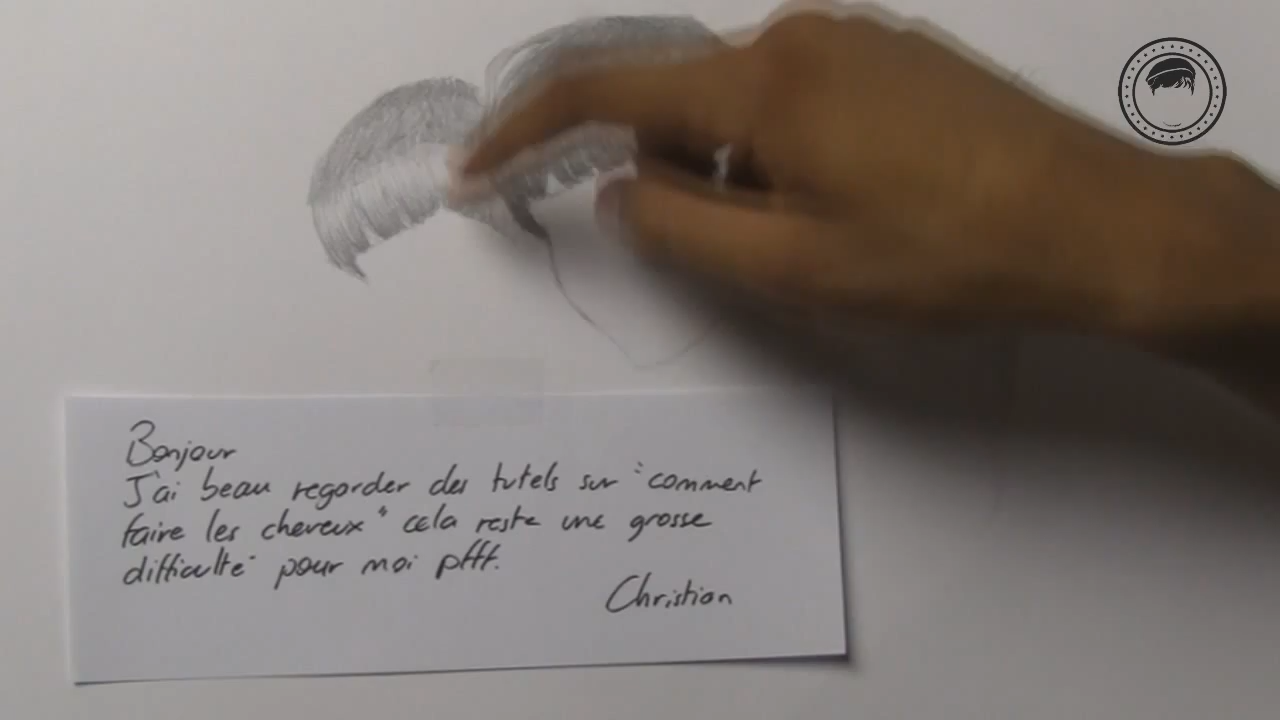 Bonjour
J'ai beau regarder des tutels sur "comment
faire les cheveux" cela reste une grosse
difficulté pour moi pfff.
Christian